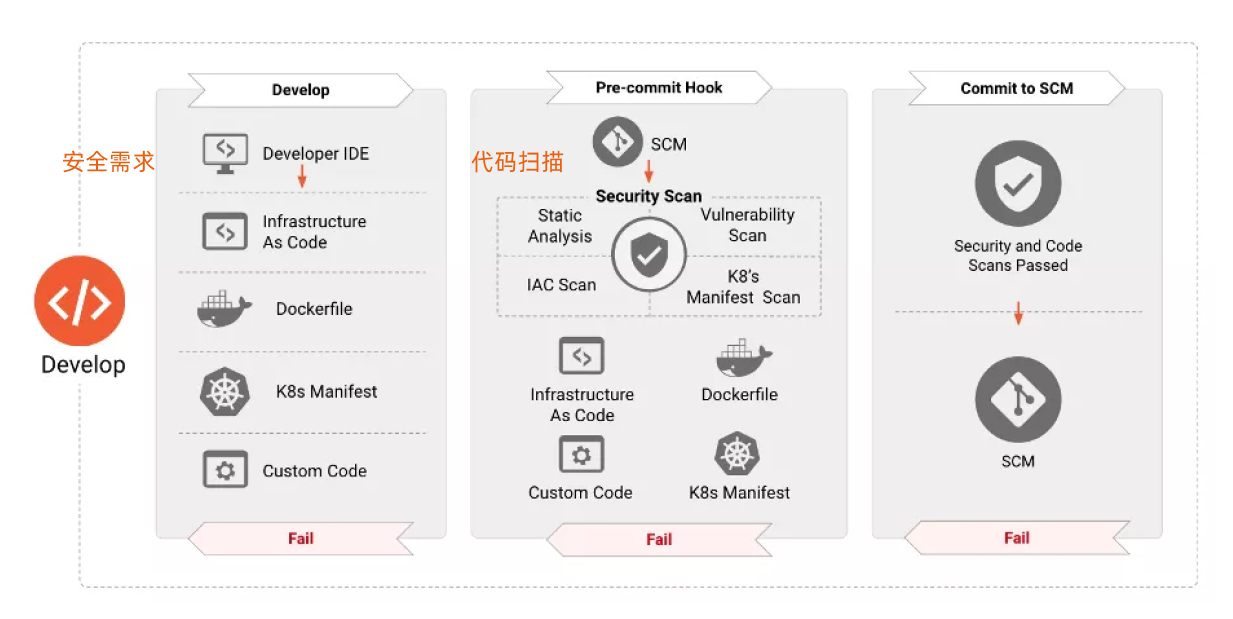 Develop
安全需求
Developer IDE
Infrastructure
As Code
Dockerfile
K8s Manifest
Custom Code
Fail
Develop
Pre-commit Hook
代码扫描
SCM
Security Scan
Static
Analysis
Vulnerability
Scan
IAC Scan
K8's
Manifest Scan
Infrastructure
As Code
Dockerfile
Custom Code
K8s Manifest
Fail
Commit to SCM
Security and Code
Scans Passed
SCM
Fail